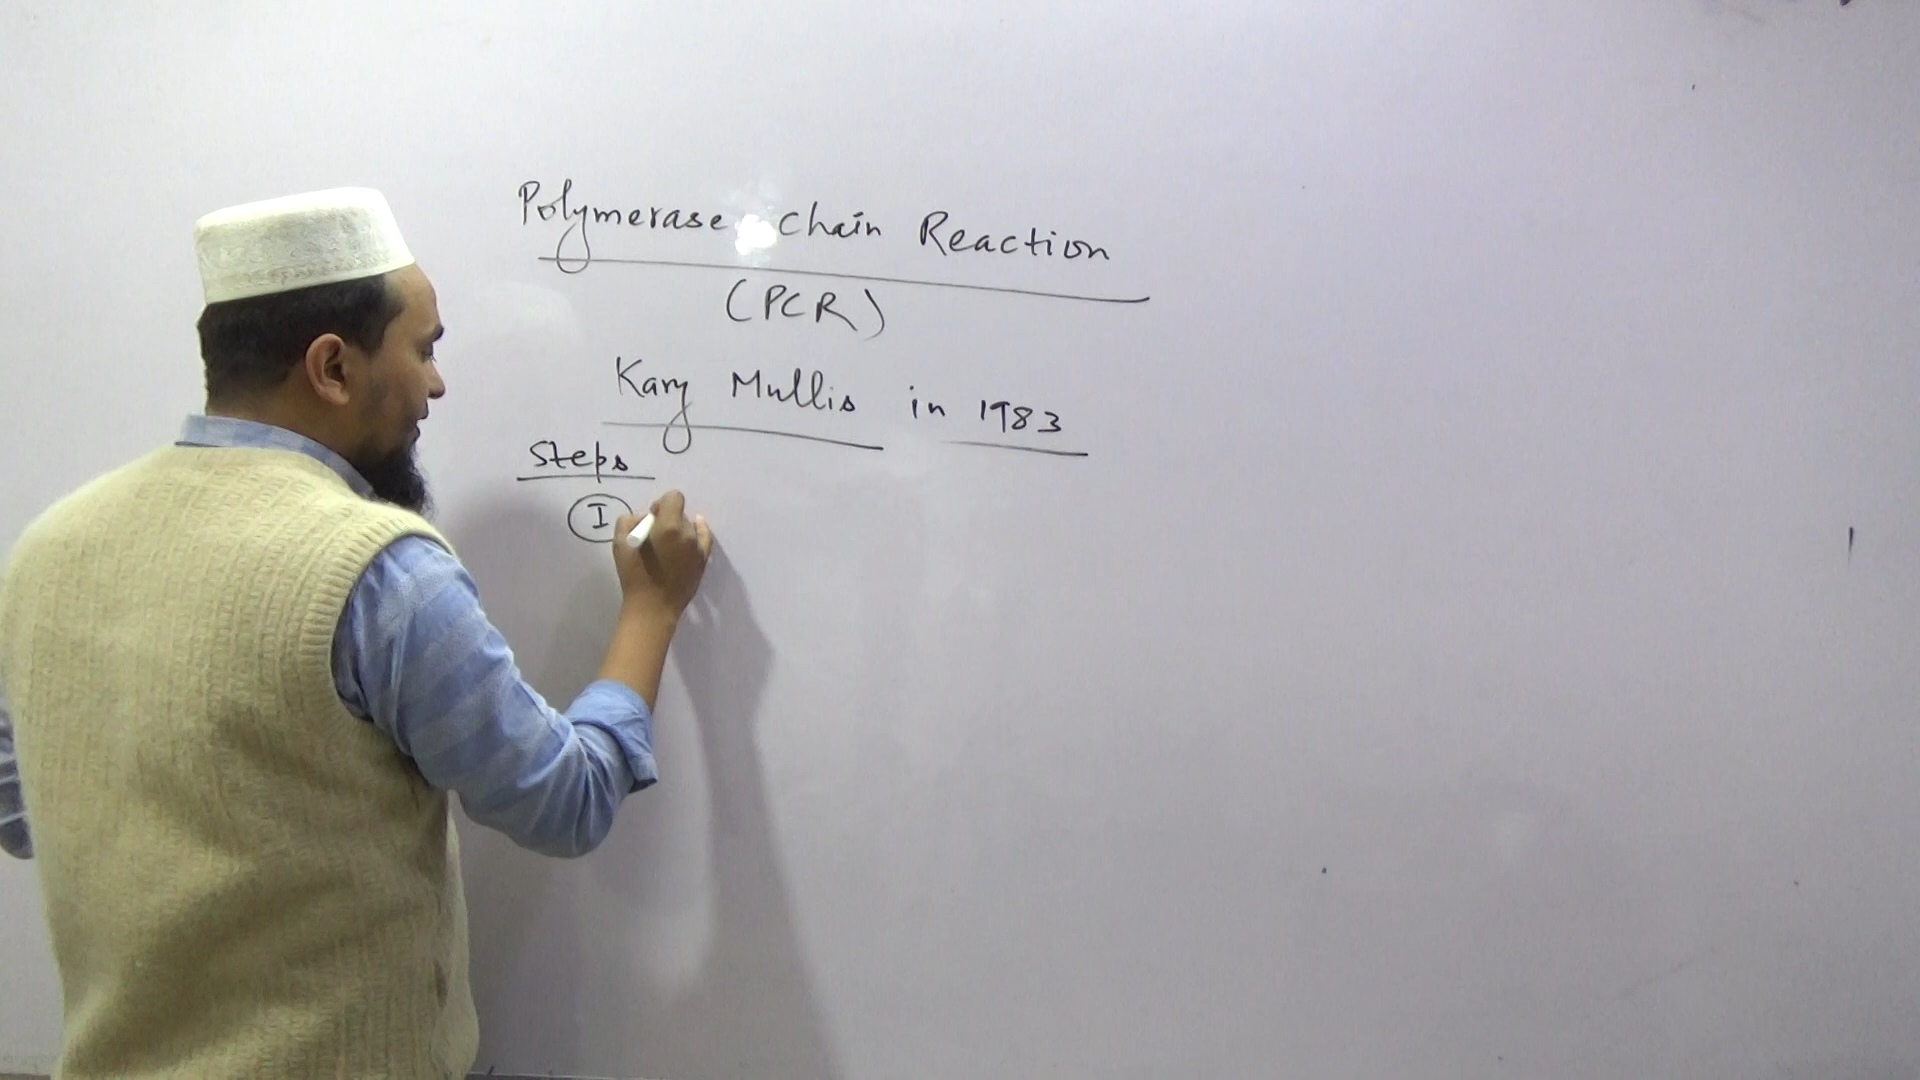 Polymerase Chain Reaction
(PCR)
Kary Mullis in 1983
Steps
I